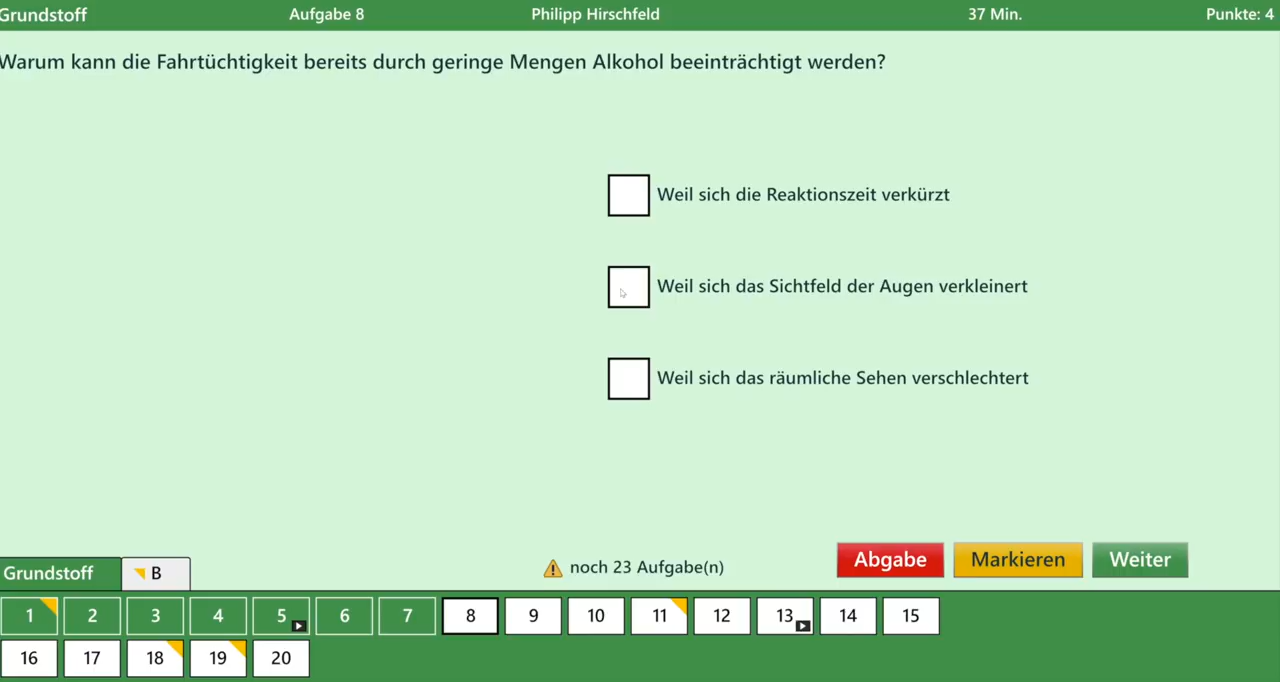 Grundstoff Aufgabe 8 Philipp Hirschfeld 37 Min. Punkte: 4
Warum kann die Fahrtüchtigkeit bereits durch geringe Mengen Alkohol beeinträchtigt werden?
Weil sich die Reaktionszeit verkürzt
Weil sich das Sichtfeld der Augen verkleinert
Weil sich das räumliche Sehen verschlechtert
Grundstoff B noch 23 Aufgabe(n) Abgabe Markieren Weiter
1 2 3 4 5 6 7 8 9 10 11 12 13 14 15
16 17 18 19 20